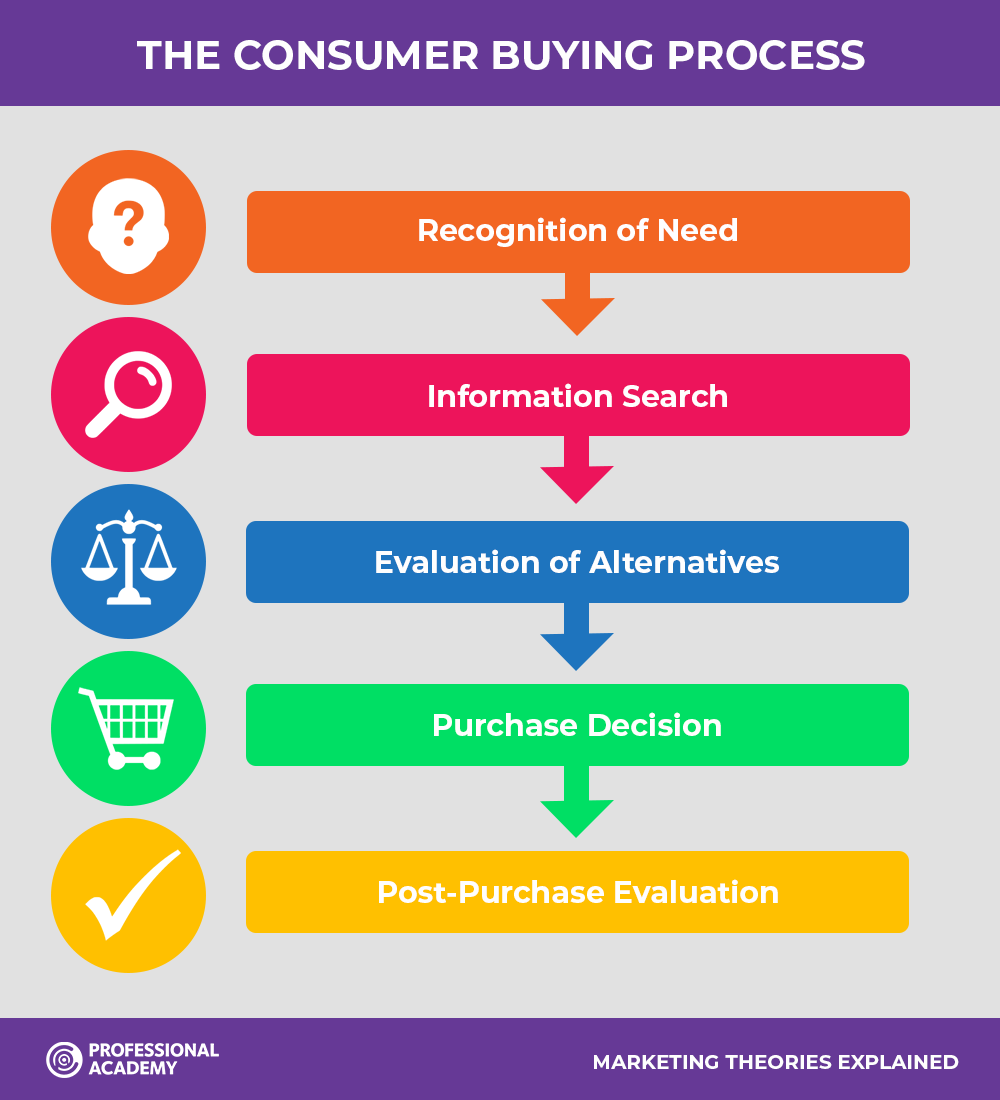 THE CONSUMER BUYING PROCESS
?
Recognition of Need
Information Search
Evaluation of Alternatives
Purchase Decision
Post-Purchase Evaluation
PROFESSIONAL
ACADEMY
MARKETING THEORIES EXPLAINED